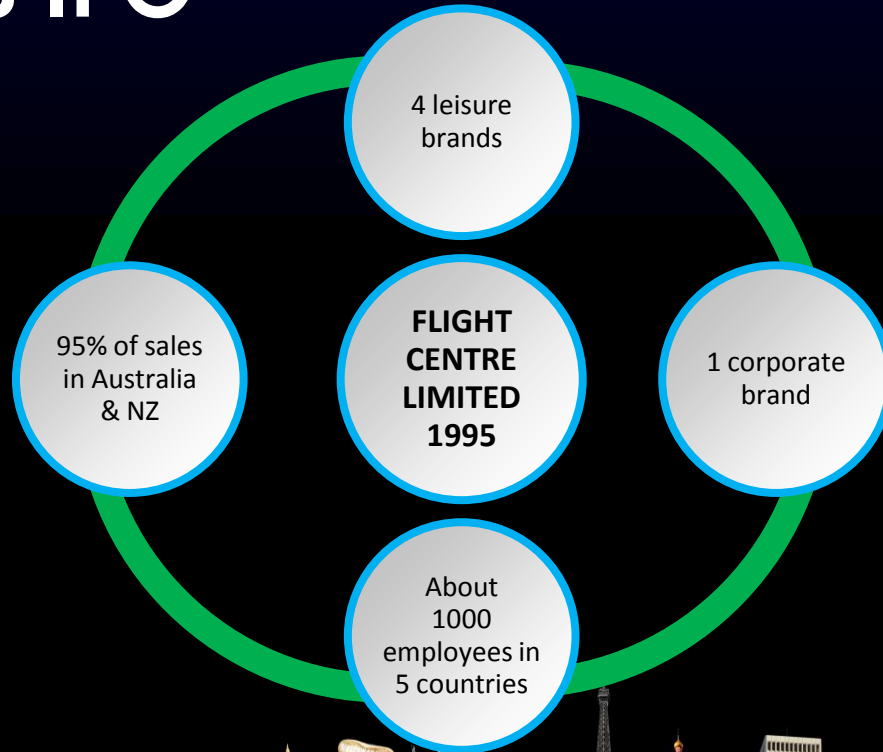 IPO
4 leisure
brands
95% of sales
in Australia
& NZ
FLIGHT
CENTRE
LIMITED
1995
1 corporate
brand
About
1000
employees in
5 countries